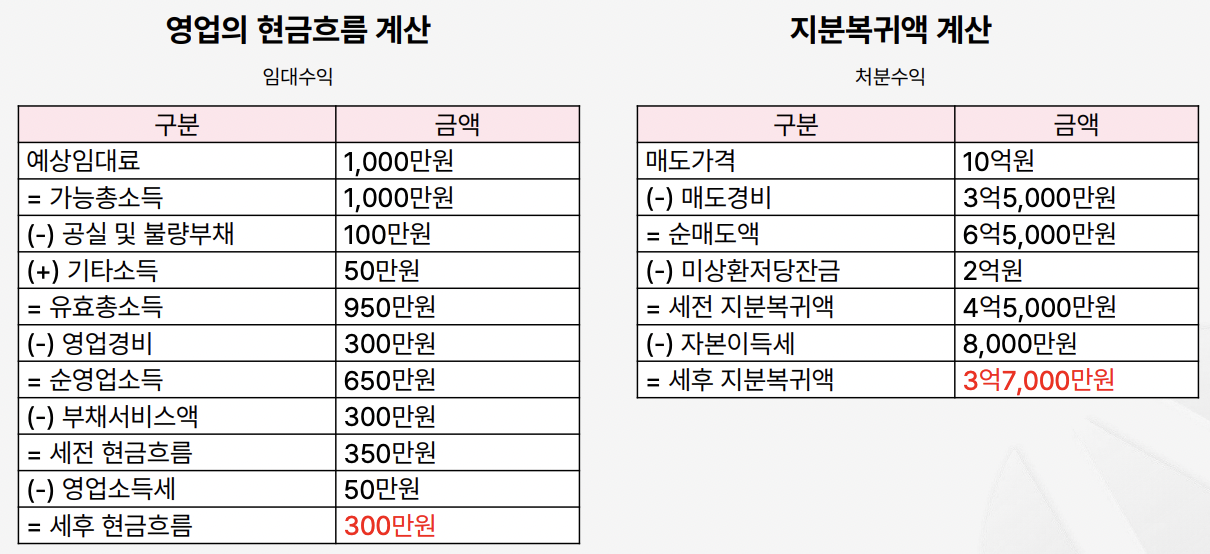 영업의 현금흐름 계산
임대수익
구분 금액
예상임대료 1,000만원
= 가능총소득 1,000만원
(-) 공실 및 불량부채 100만원
(+) 기타소득 50만원
= 유효총소득 950만원
(-) 영업경비 300만원
= 순영업소득 650만원
(-) 부채서비스액 300만원
= 세전 현금흐름 350만원
(-) 영업소득세 50만원
= 세후 현금흐름 300만원
지분복귀액 계산
처분수익
구분 금액
매도가격 10억원
(-) 매도경비 3억5,000만원
= 순매도액 6억5,000만원
(-) 미상환저당잔금 2억원
= 세전 지분복귀액 4억5,000만원
(-) 자본이득세 8,000만원
= 세후 지분복귀액 3억7,000만원